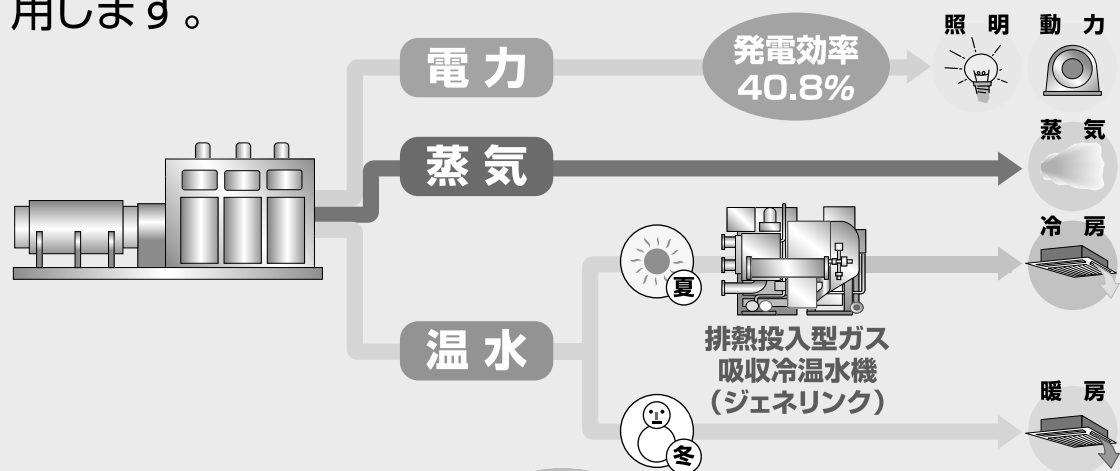 用します。
照明 動力
電力
発電効率
40.8%
蒸気
蒸気
冷房
夏
温水
排熱投入型ガス
吸収冷温水機
(ジェネリンク)
暖房
冬